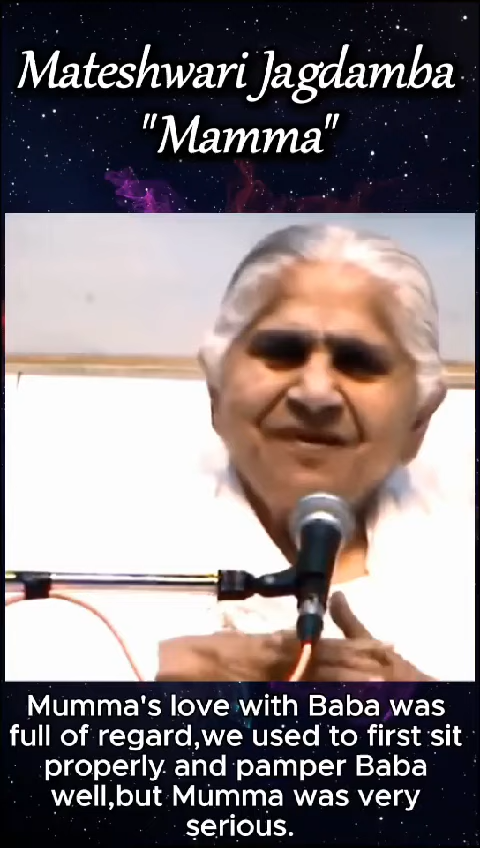 Mateshwari Jagdamba
"Mamma"
Mumma's love with Baba was
full of regard,we used to first sit
properly and pamper Baba
well,but Mumma was very
serious.